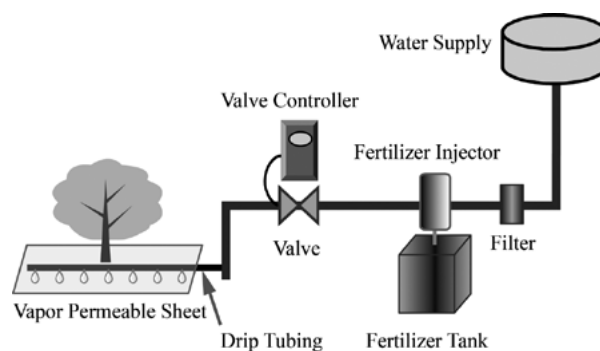 Water Supply
Valve Controller
Fertilizer Injector
Valve
Filter
Vapor Permeable Sheet
Drip Tubing
Fertilizer Tank